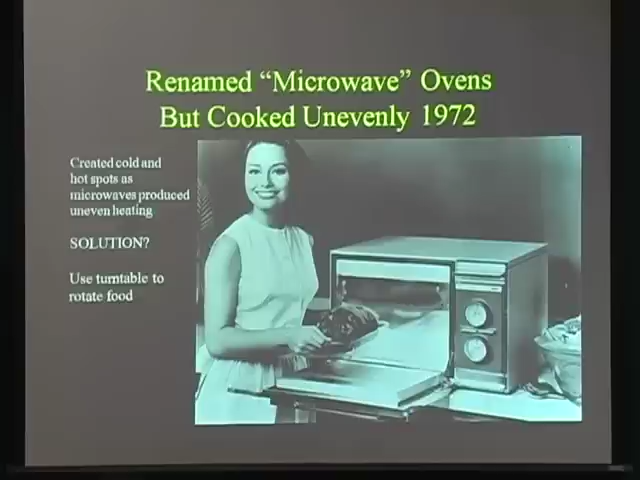 Renamed “Microwave” Ovens
But Cooked Unevenly 1972
Created cold and
hot spots as
microwaves produced
uneven heating
SOLUTION?
Use turntable to
rotate food